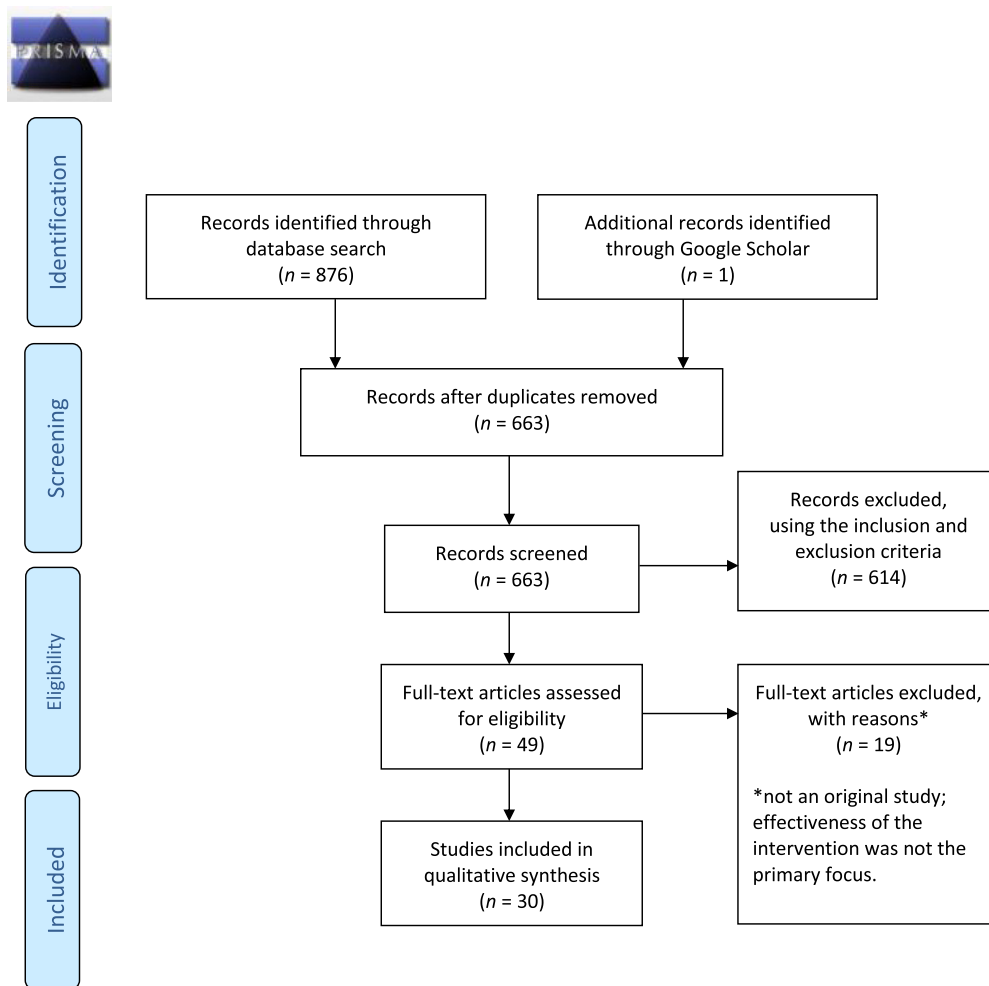 PRISMA
Identification
Records identified through
database search
(n = 876)
Additional records identified
through Google Scholar
(n = 1)
Screening
Records after duplicates removed
(n = 663)
Records screened
(n = 663)
Records excluded,
using the inclusion and
exclusion criteria
(n = 614)
Eligibility
Full-text articles assessed
for eligibility
(n = 49)
Full-text articles excluded,
with reasons*
(n = 19)
*not an original study;
effectiveness of the
intervention was not the
primary focus.
Included
Studies included in
qualitative synthesis
(n = 30)